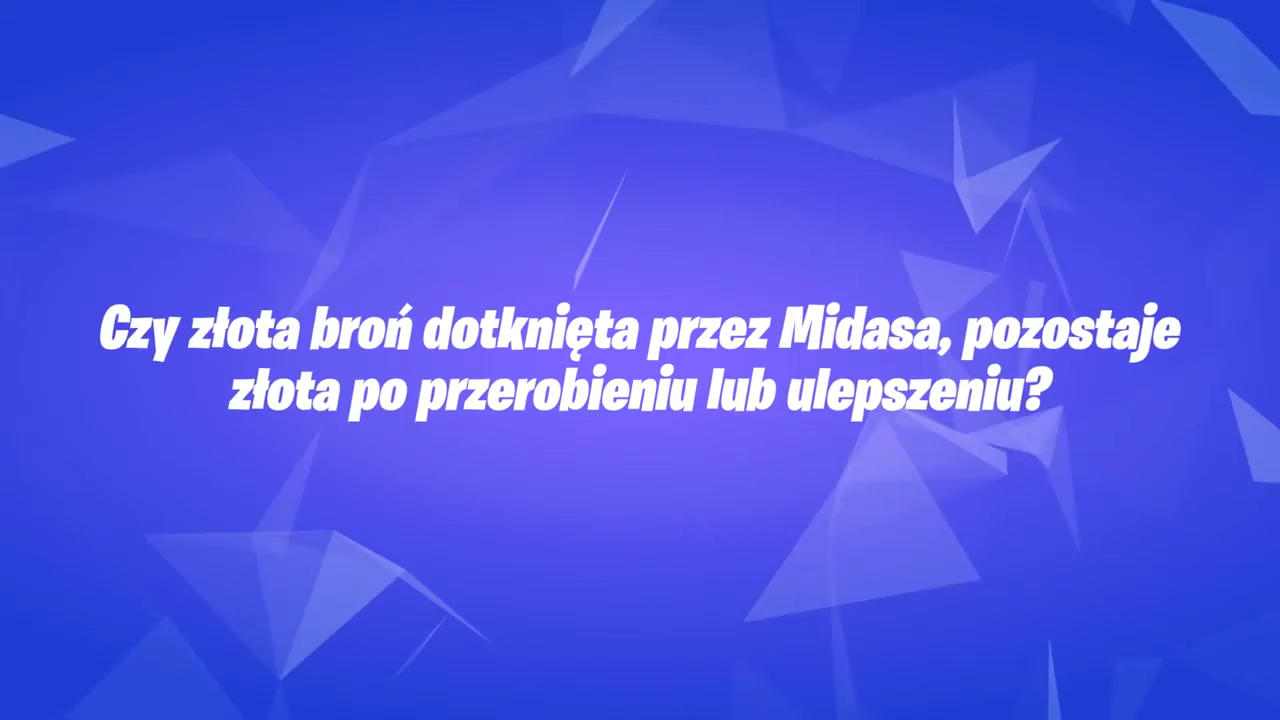 Czy złota broń dotknięta przez Midasa, pozostaje
złota po przerobieniu lub ulepszeniu?